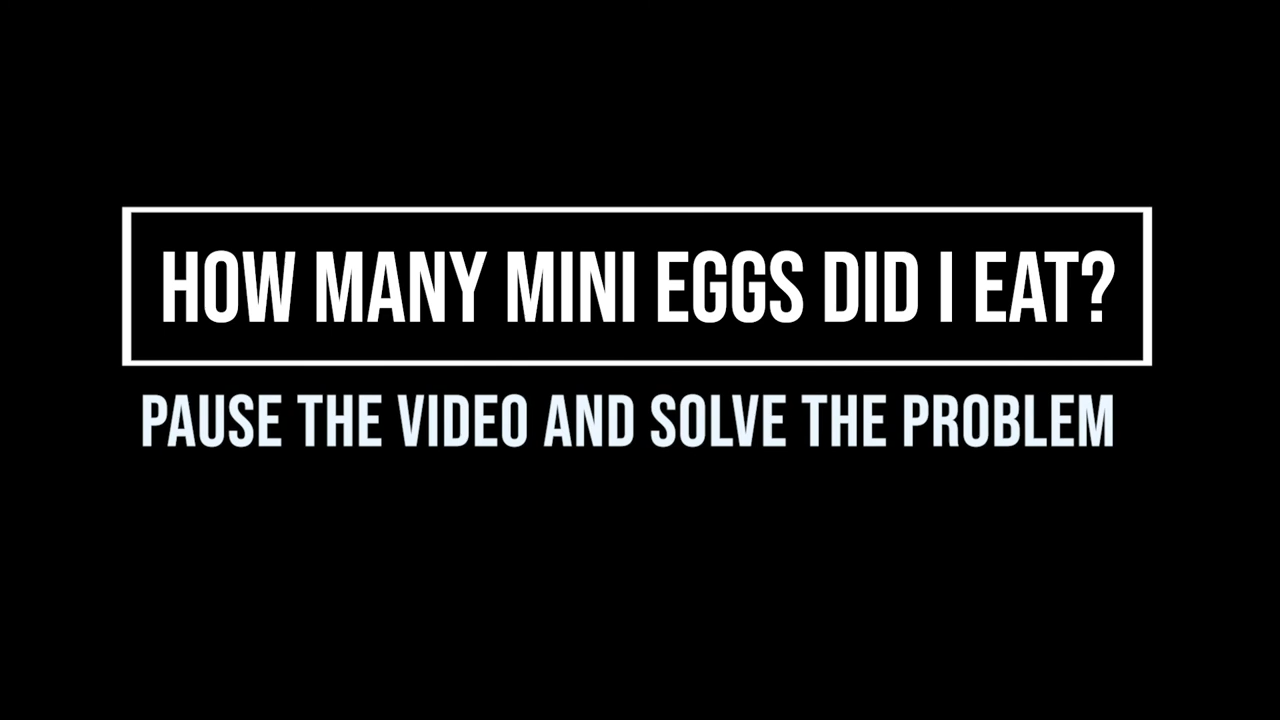 HOW MANY MINI EGGS DID I EAT?
PAUSE THE VIDEO AND SOLVE THE PROBLEM